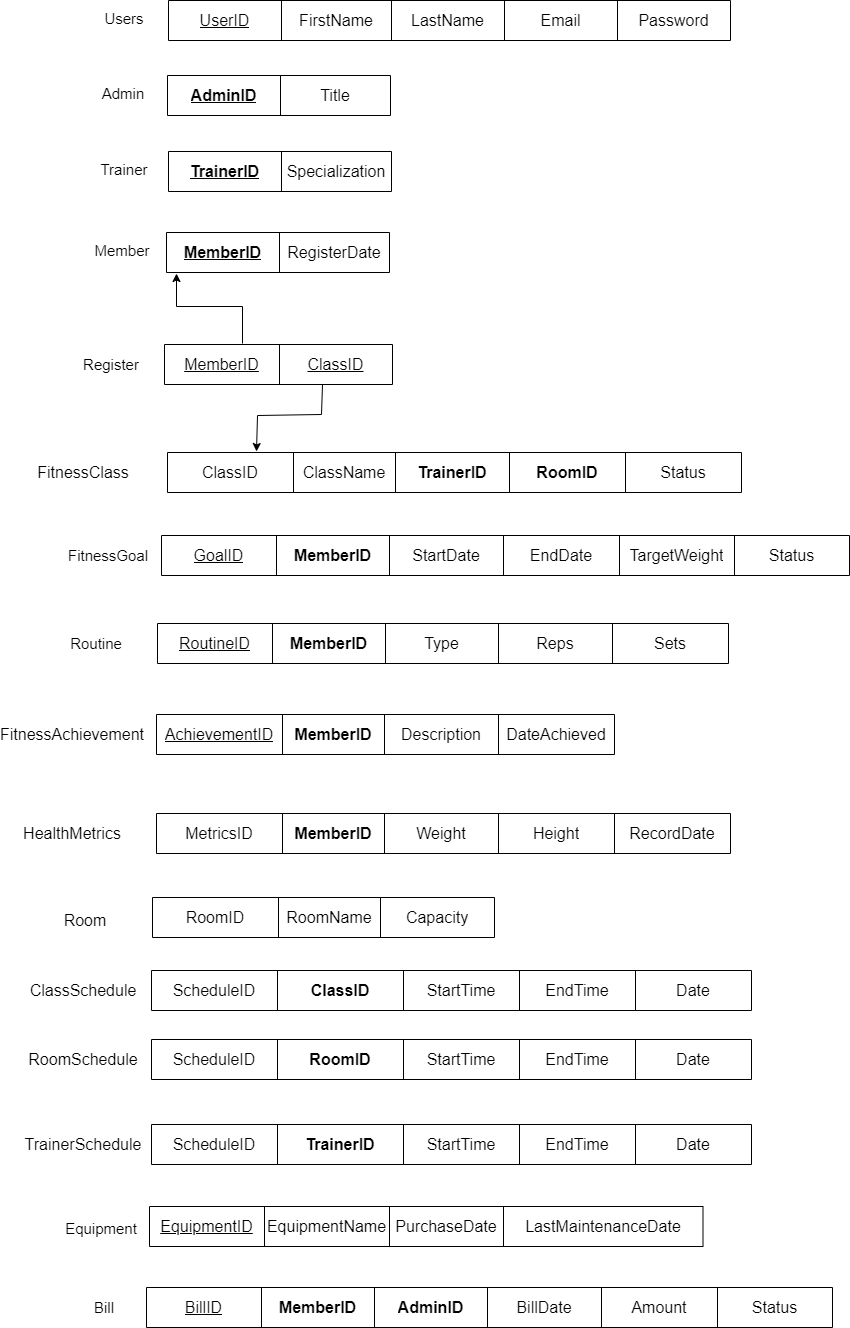 Users UserID FirstName LastName Email Password
Admin AdminID Title
Trainer TrainerID Specialization
Member MemberID RegisterDate
Register MemberID ClassID
FitnessClass ClassID ClassName TrainerID RoomID Status
FitnessGoal GoalID MemberID StartDate EndDate TargetWeight Status
Routine RoutineID MemberID Type Reps Sets
FitnessAchievement AchievementID MemberID Description DateAchieved
HealthMetrics MetricsID MemberID Weight Height RecordDate
Room RoomID RoomName Capacity
ClassSchedule ScheduleID ClassID StartTime EndTime Date
RoomSchedule ScheduleID RoomID StartTime EndTime Date
TrainerSchedule ScheduleID TrainerID StartTime EndTime Date
Equipment EquipmentID EquipmentName PurchaseDate LastMaintenanceDate
Bill BillID MemberID AdminID BillDate Amount Status